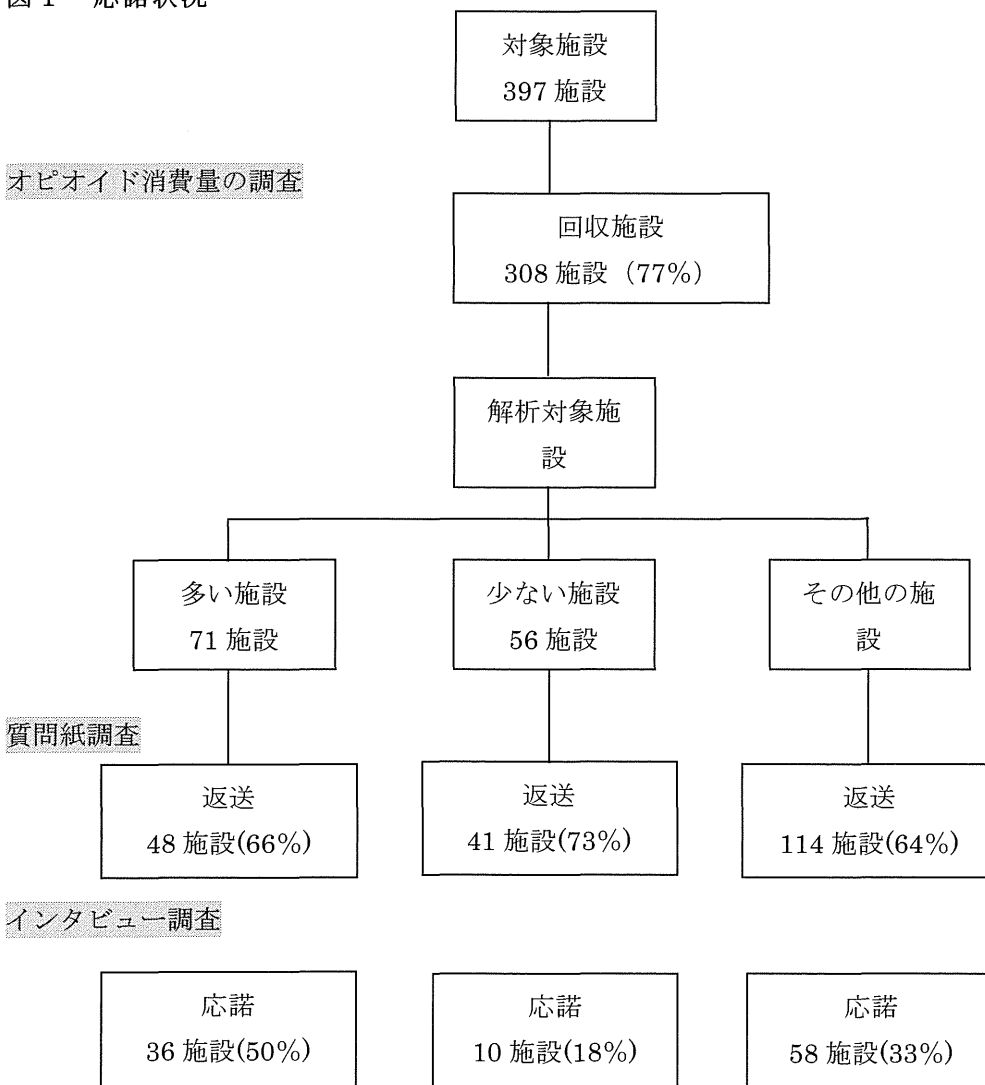 図1 応諾状況
対象施設
397 施設
オピオイド消費量の調査
回収施設
308 施設（77%）
解析対象施
設
多い施設
71 施設
少ない施設
56 施設
その他の施
設
質問紙調査
返送
48 施設(66%)
返送
41 施設(73%)
返送
114 施設(64%)
インタビュー調査
応諾
36 施設(50%)
応諾
10 施設(18%)
応諾
58 施設(33%)